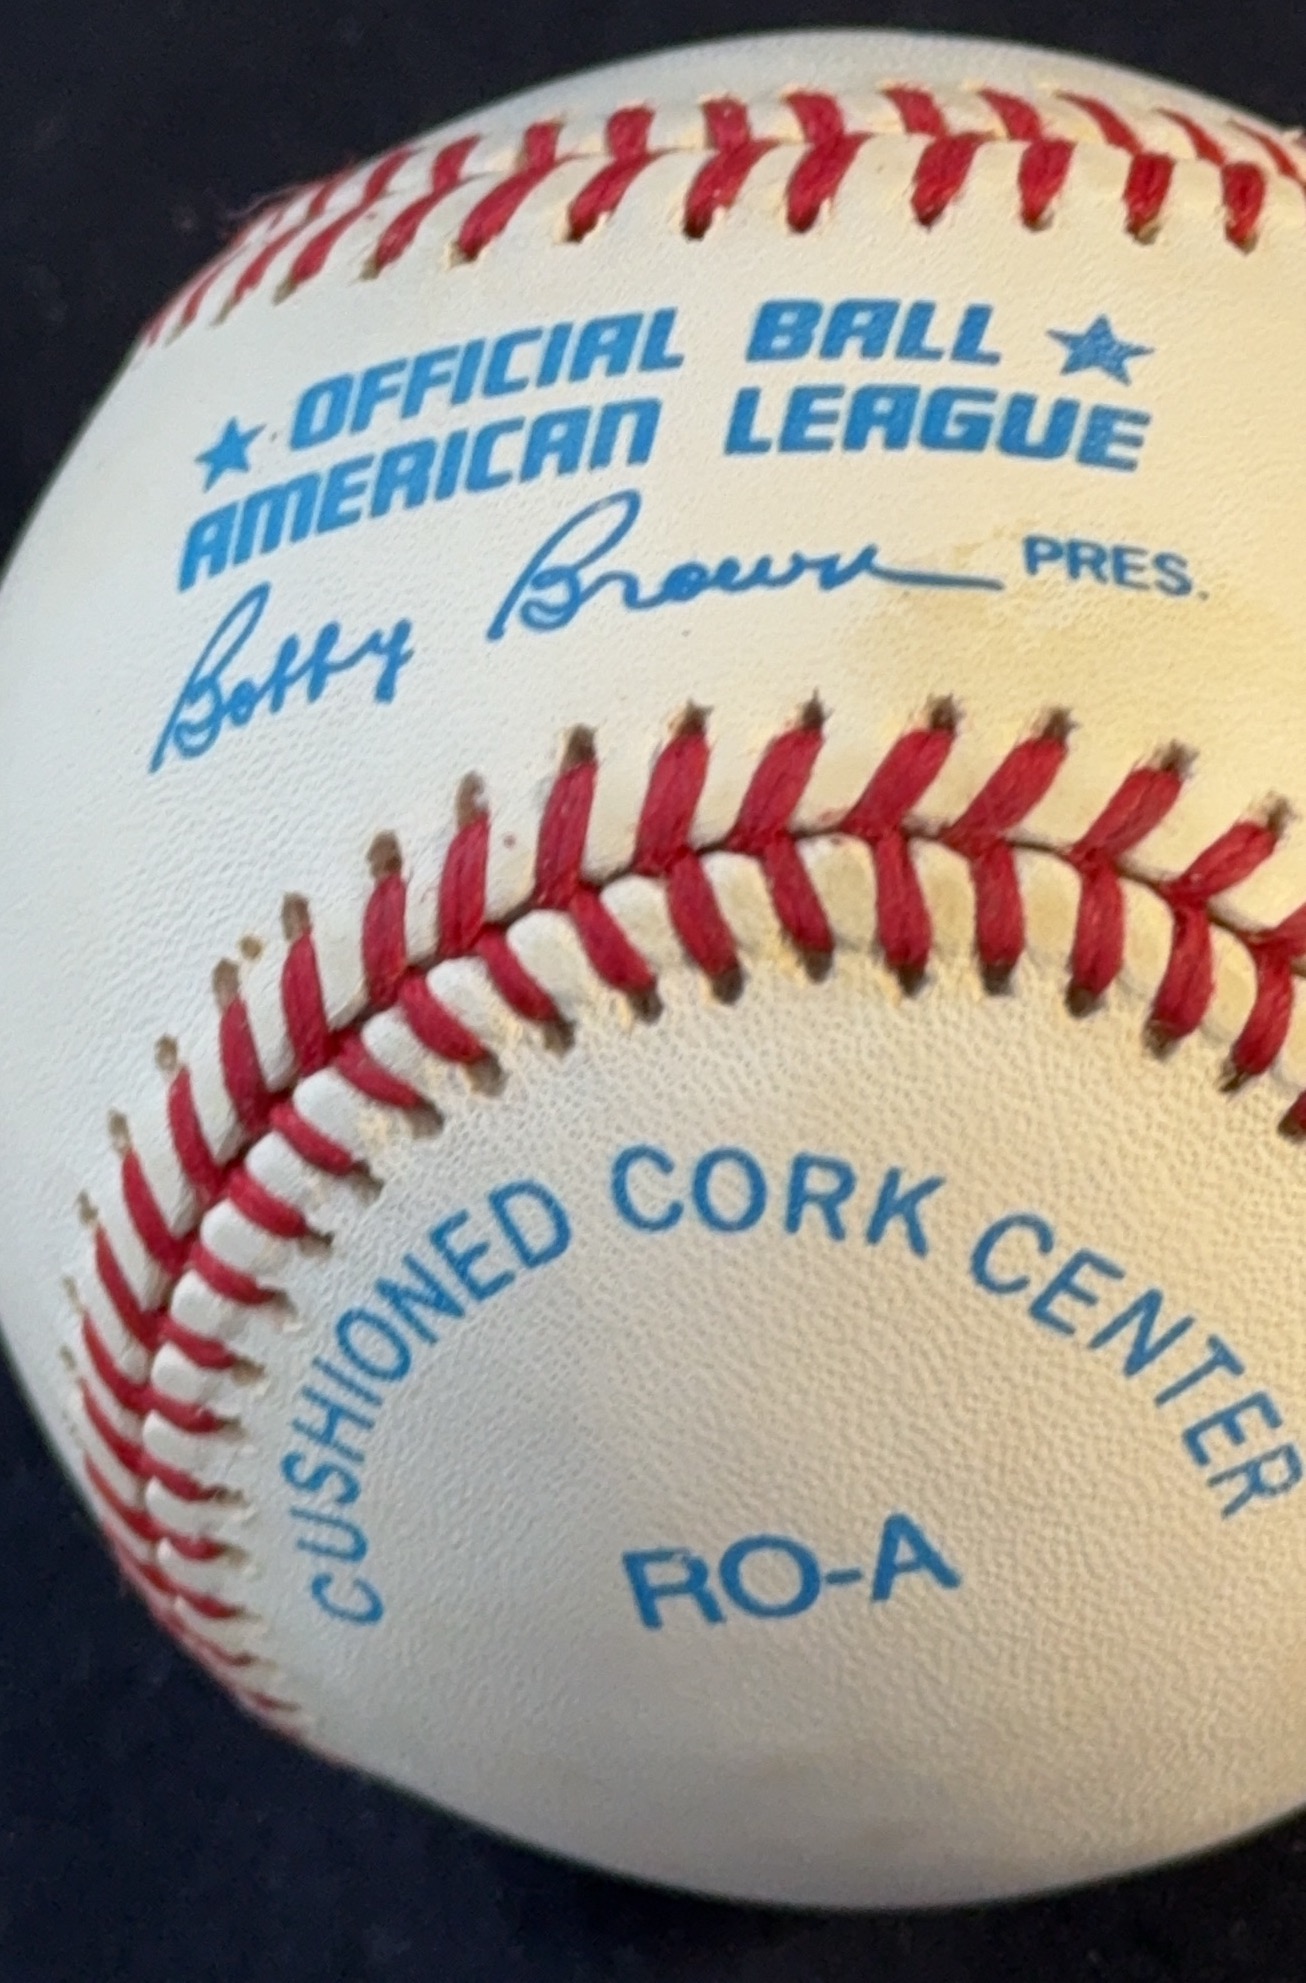 ★ OFFICIAL BALL ★
AMERICAN LEAGUE
Bobby Brown PRES.
CUSHIONED CORK CENTER
RO-A